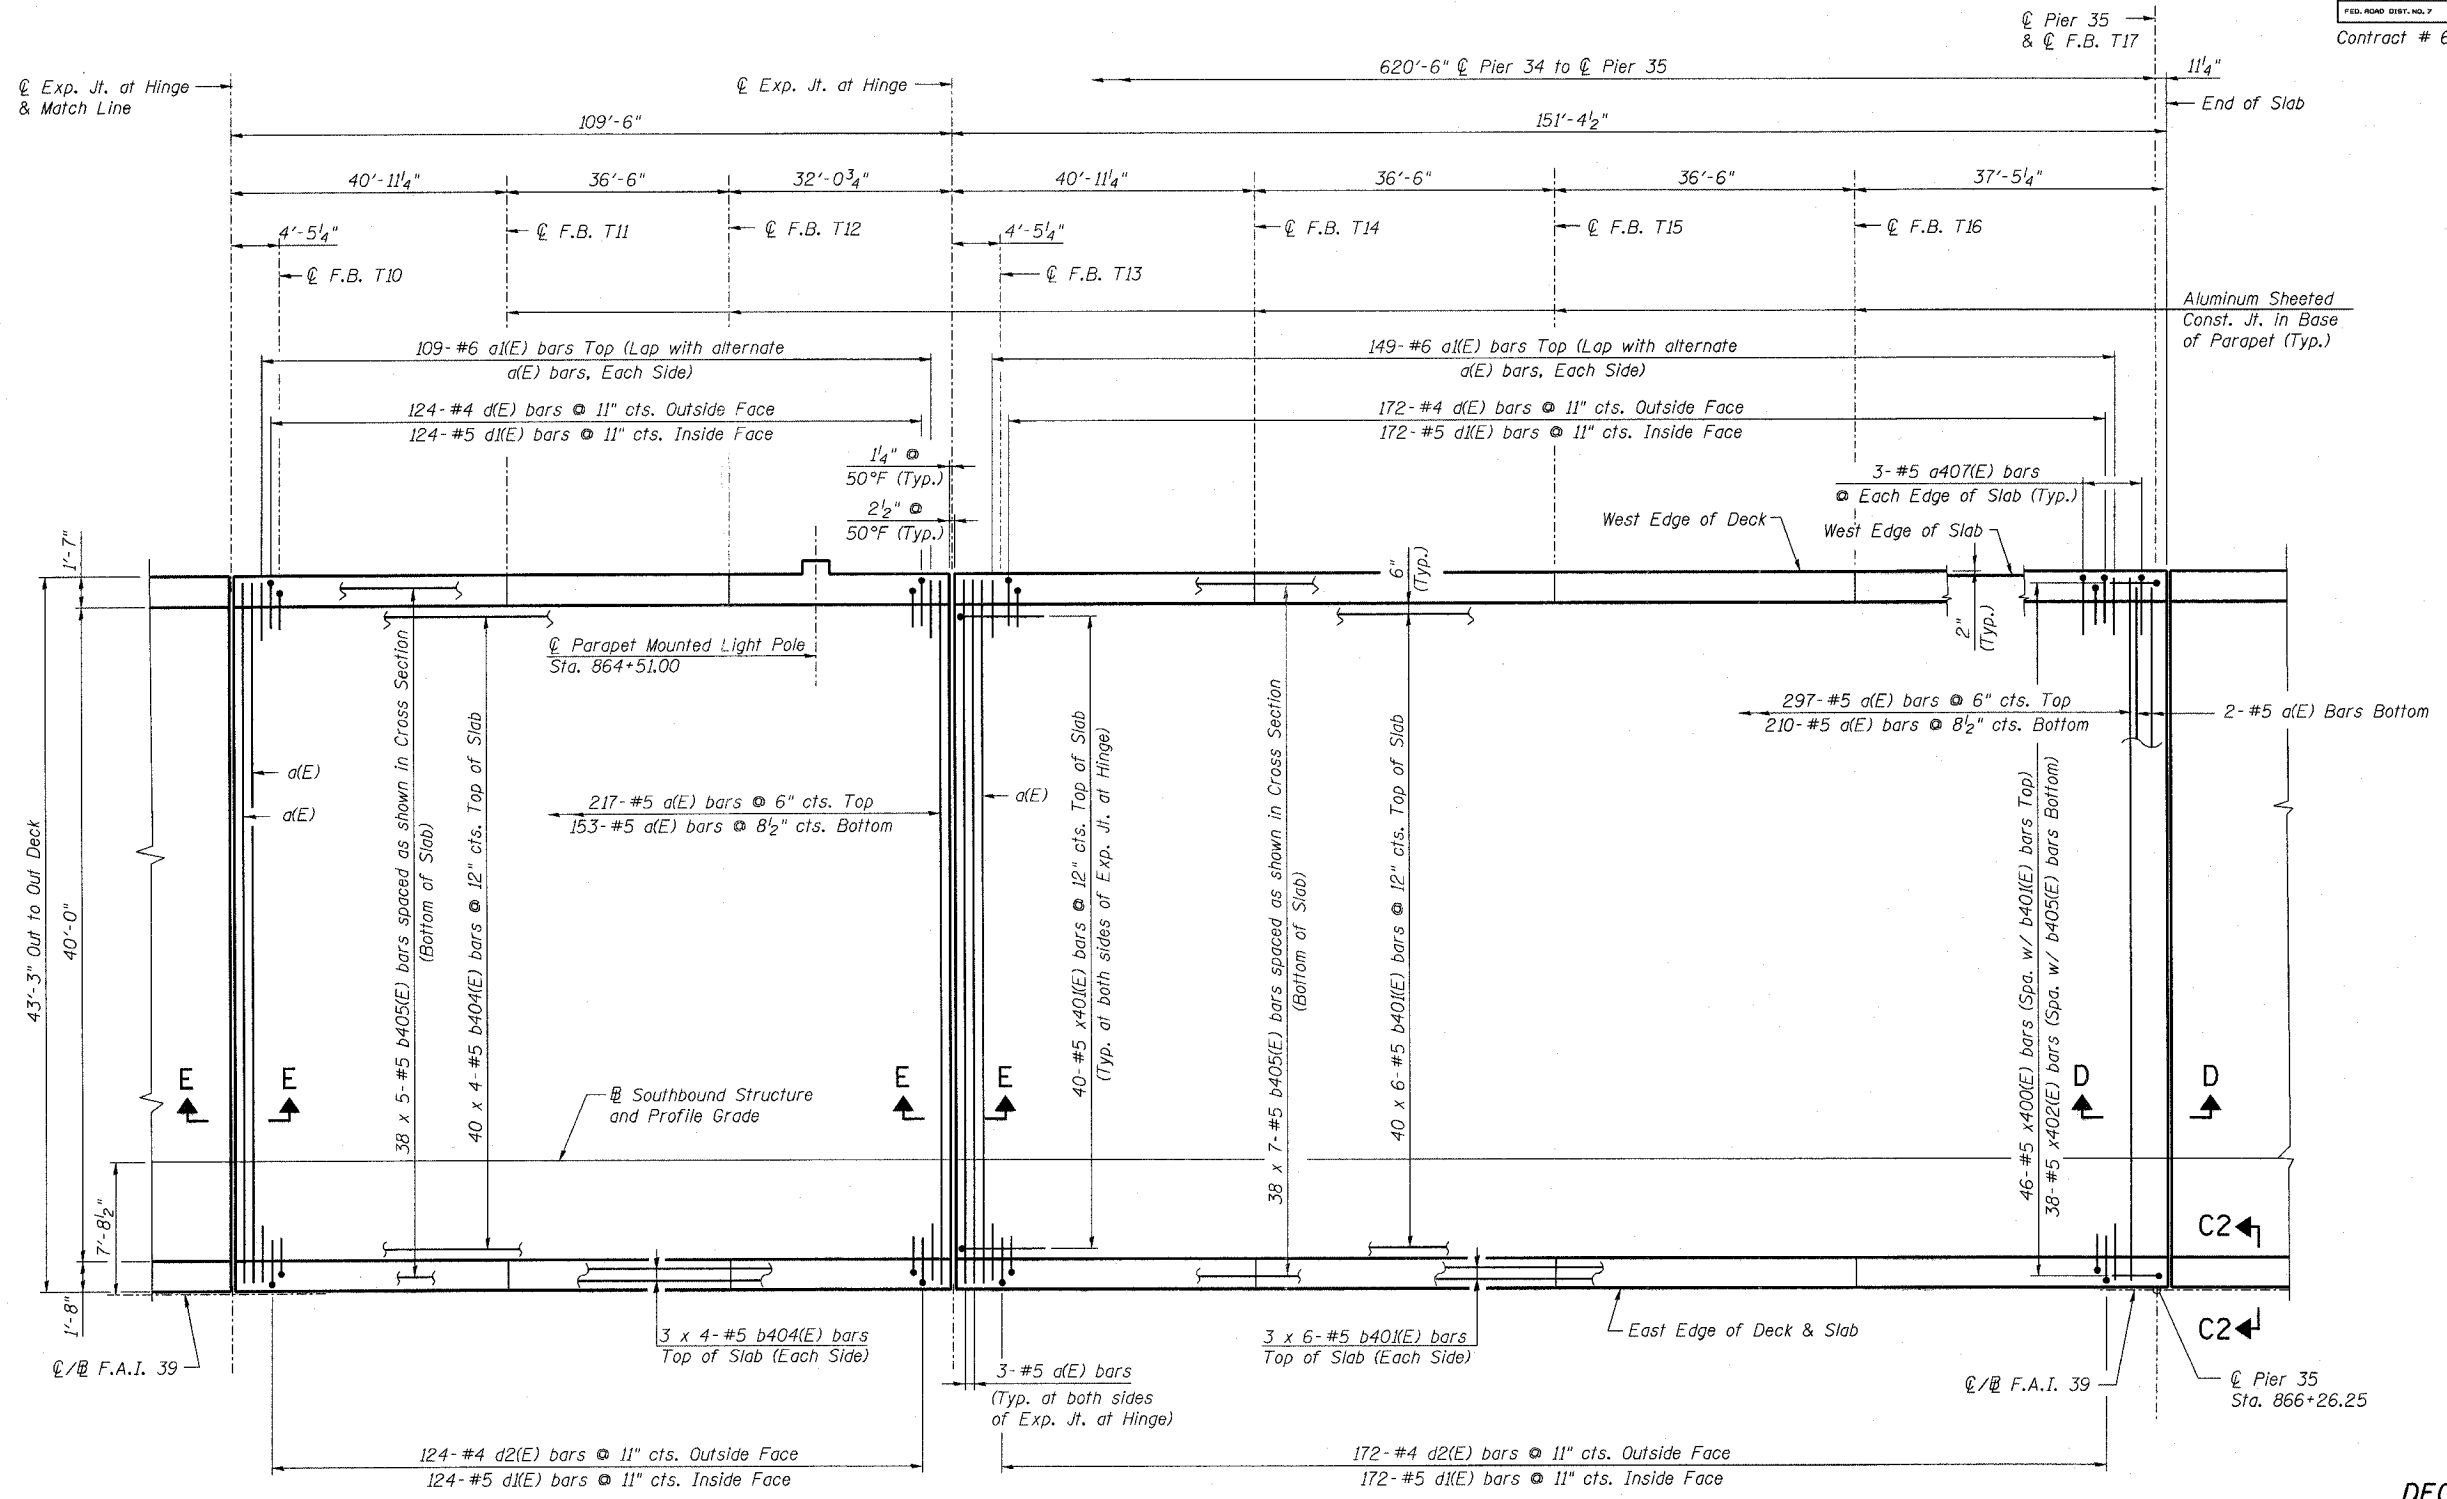 FED. ROAD DIST. NO. 7
Contract # 6
℄ Pier 35
& ℄ F.B. T17
620'-6" ℄ Pier 34 to ℄ Pier 35
11¼"
End of Slab
℄ Exp. Jt. at Hinge
& Match Line
℄ Exp. Jt. at Hinge
109'-6"
151'-4½"
40'-11¼"
36'-6"
32'-0¾"
40'-11¼"
36'-6"
36'-6"
37'-5¼"
4'-5¼"
℄ F.B. T11
℄ F.B. T12
4'-5¼"
℄ F.B. T14
℄ F.B. T15
℄ F.B. T16
℄ F.B. T10
℄ F.B. T13
Aluminum Sheeted
Const. Jt. in Base
of Parapet (Typ.)
109-#6 a1(E) bars Top (Lap with alternate
a(E) bars, Each Side)
149-#6 a1(E) bars Top (Lap with alternate
a(E) bars, Each Side)
124-#4 d(E) bars @ 11" cts. Outside Face
124-#5 d1(E) bars @ 11" cts. Inside Face
172-#4 d(E) bars @ 11" cts. Outside Face
172-#5 d1(E) bars @ 11" cts. Inside Face
1¼" @
50°F (Typ.)
2½" @
50°F (Typ.)
3-#5 a407(E) bars
@ Each Edge of Slab (Typ.)
West Edge of Deck
West Edge of Slab
6"
(Typ.)
2"
(Typ.)
1'-7"
℄ Parapet Mounted Light Pole
Sta. 864+51.00
297-#5 a(E) bars @ 6" cts. Top
210-#5 a(E) bars @ 8½" cts. Bottom
2-#5 a(E) Bars Bottom
a(E)
a(E)
a(E)
217-#5 a(E) bars @ 6" cts. Top
153-#5 a(E) bars @ 8½" cts. Bottom
43'-3" Out to Out Deck
40'-0"
38 x 5-#5 b405(E) bars spaced as shown in Cross Section
(Bottom of Slab)
40 x 4-#5 b404(E) bars @ 12" cts. Top of Slab
40-#5 x401(E) bars @ 12" cts. Top of Slab
(Typ. at both sides of Exp. Jt. at Hinge)
38 x 7-#5 b405(E) bars spaced as shown in Cross Section
(Bottom of Slab)
40 x 6-#5 b401(E) bars @ 12" cts. Top of Slab
46-#5 x400(E) bars (Spa. w/ b401(E) bars Top)
38-#5 x402(E) bars (Spa. w/ b405(E) bars Bottom)
E
E
E
E
D
D
Southbound Structure
and Profile Grade
7'-8½"
1'-8"
C2
C2
3 x 4-#5 b404(E) bars
Top of Slab (Each Side)
3 x 6-#5 b401(E) bars
Top of Slab (Each Side)
East Edge of Deck & Slab
3-#5 a(E) bars
(Typ. at both sides
of Exp. Jt. at Hinge)
℄/ F.A.I. 39
℄/ F.A.I. 39
℄ Pier 35
Sta. 866+26.25
124-#4 d2(E) bars @ 11" cts. Outside Face
124-#5 d1(E) bars @ 11" cts. Inside Face
172-#4 d2(E) bars @ 11" cts. Outside Face
172-#5 d1(E) bars @ 11" cts. Inside Face